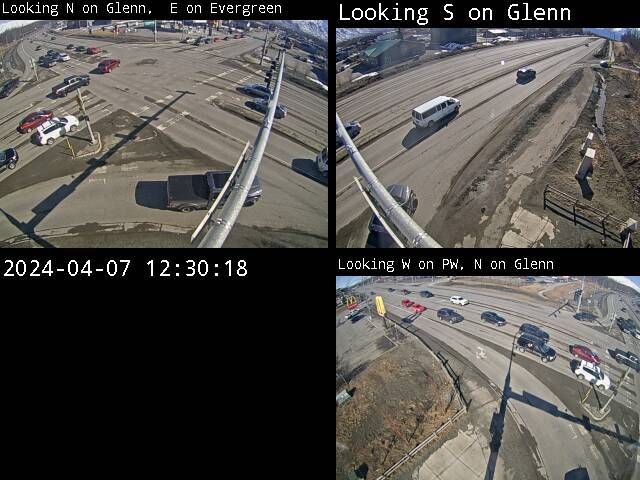 Looking N on Glenn,  E on Evergreen
Looking S on Glenn
2024-04-07 12:30:18
Looking W on PW, N on Glenn